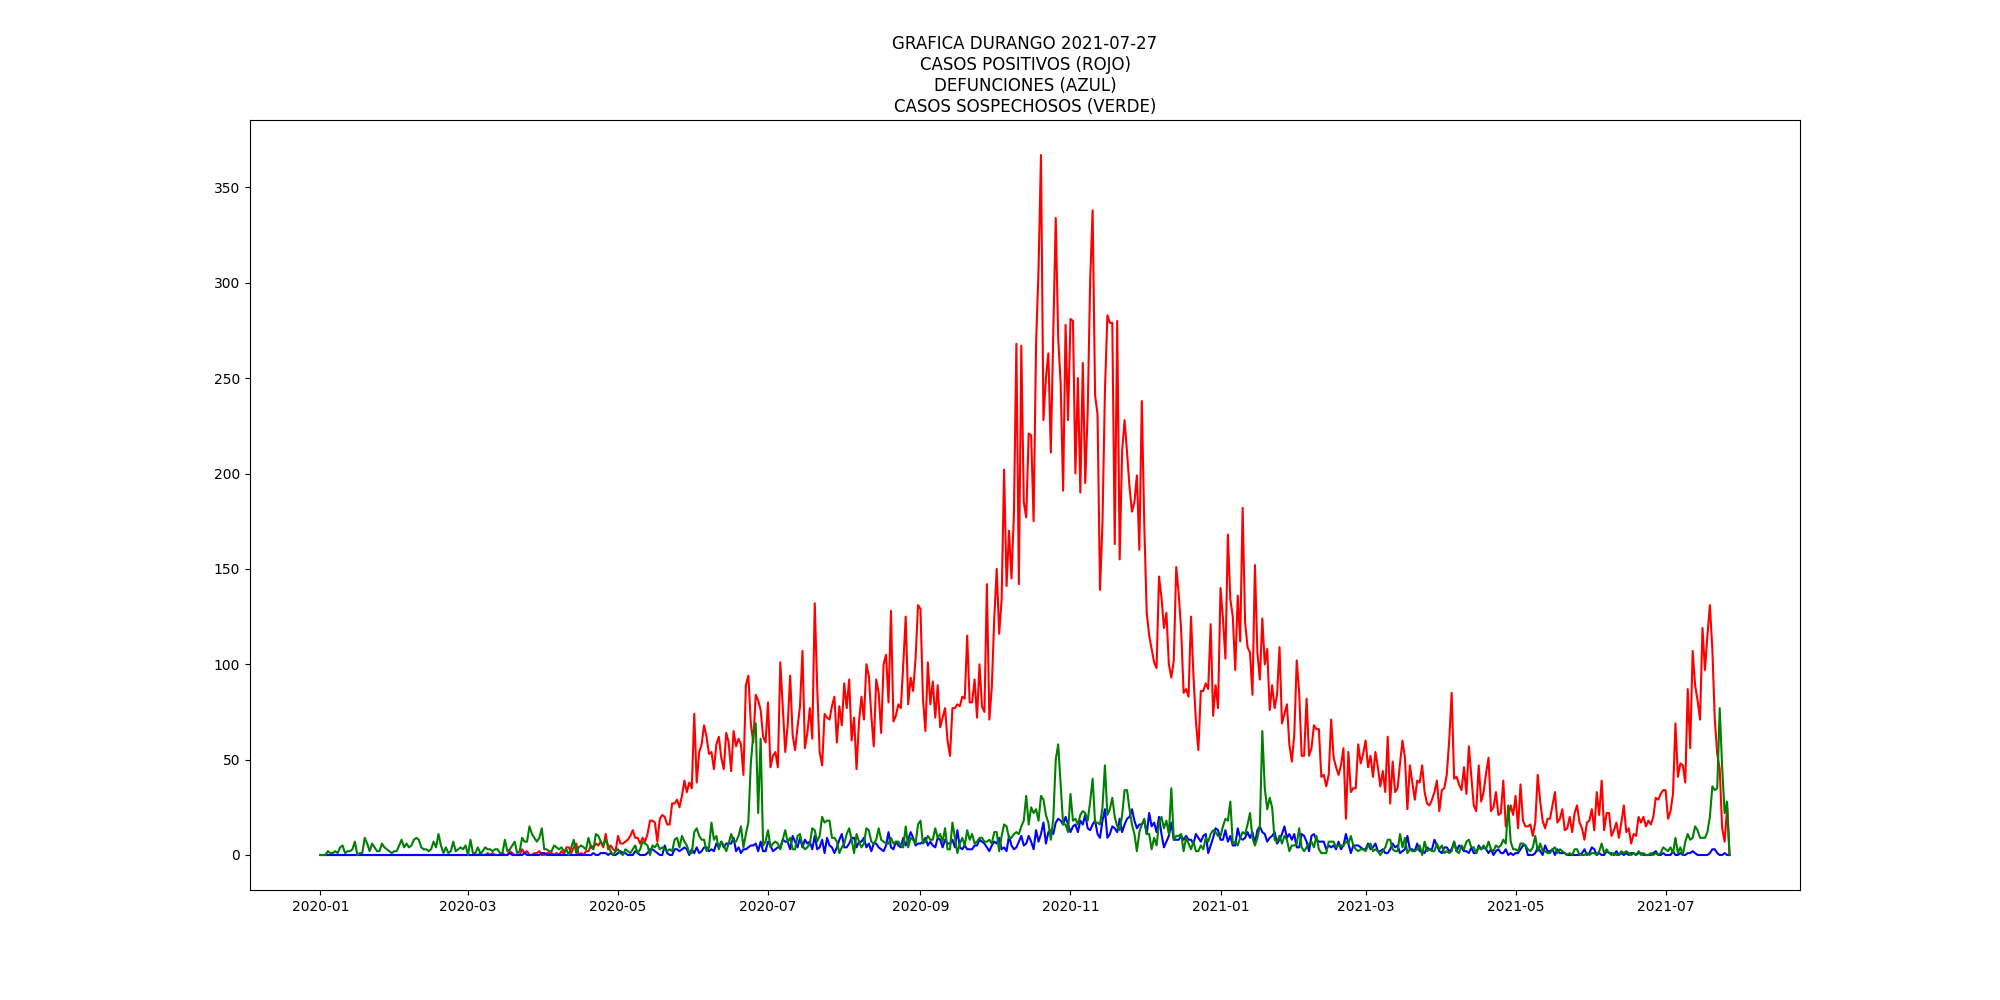 GRAFICA DURANGO 2021-07-27
CASOS POSITIVOS (ROJO)
DEFUNCIONES (AZUL)
CASOS SOSPECHOSOS (VERDE)
350
300
250
200
150
100
50
0
2020-01 2020-03 2020-05 2020-07 2020-09 2020-11 2021-01 2021-03 2021-05 2021-07